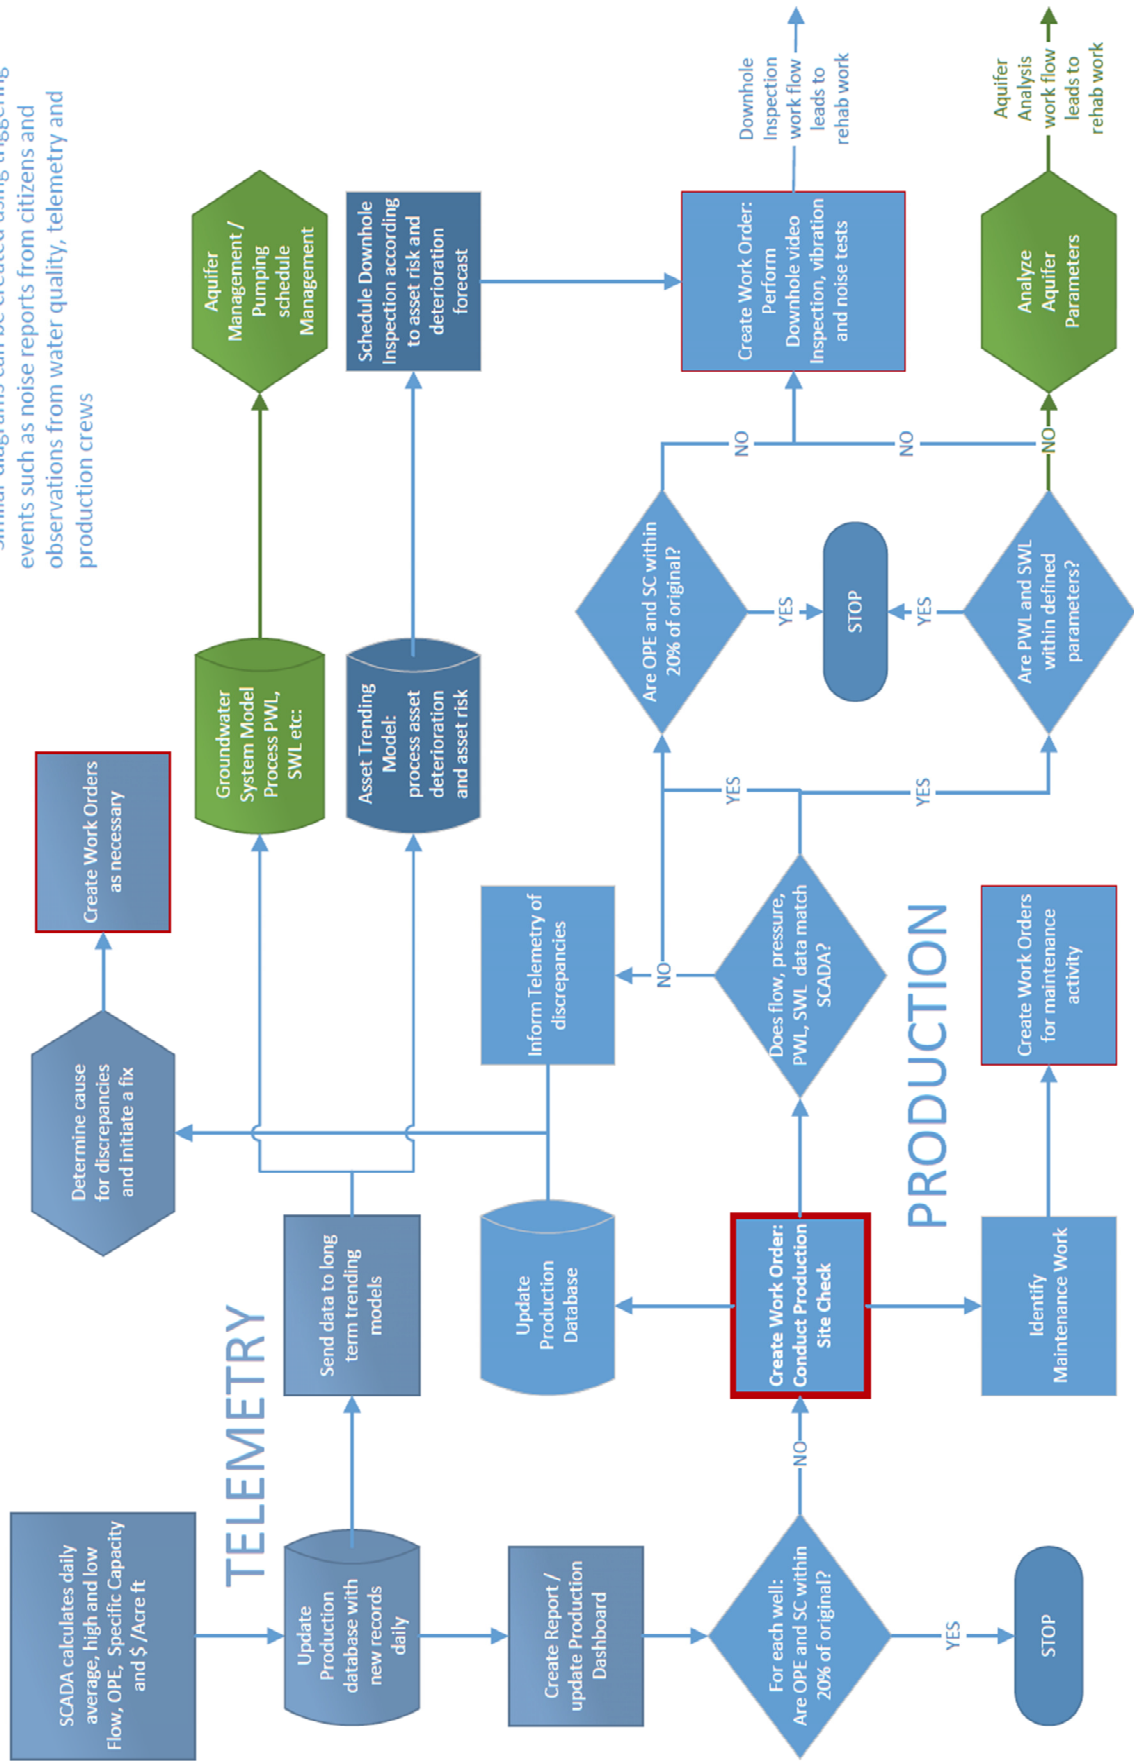 similar diagrams can be created using triggering
events such as noise reports from citizens and
observations from water quality, telemetry and
production crews
SCADA calculates daily
average, high and low
Flow, OPE, Specific Capacity
and $ /Acre ft
TELEMETRY
Update
Production
database with
new records
daily
Send data to long
term trending
models
Determine cause
for discrepancies
and initiate a fix
Create Work Orders
as necessary
Groundwater
System Model
Process PWL,
SWL etc:
Aquifer
Management /
Pumping
schedule
Management
Asset Trending
Model:
process asset
deterioration
and asset risk
Schedule Downhole
Inspection according
to asset risk and
deterioration
forecast
Create Report /
update Production
Dashboard
Update
Production
Database
Inform Telemetry of
discrepancies
For each well:
Are OPE and SC within
20% of original?
NO
YES
STOP
Create Work Order:
Conduct Production
Site Check
Identify
Maintenance Work
Create Work Orders
for maintenance
activity
PRODUCTION
Does flow, pressure,
PWL, SWL data match
SCADA?
NO
YES
YES
Are OPE and SC within
20% of original?
YES
STOP
YES
Are PWL and SWL
within defined
parameters?
NO
NO
NO
Create Work Order:
Perform
Downhole video
Inspection, vibration
and noise tests
Downhole
Inspection
work flow
leads to
rehab work
Analyze
Aquifer
Parameters
Aquifer
Analysis
work flow
leads to
rehab work